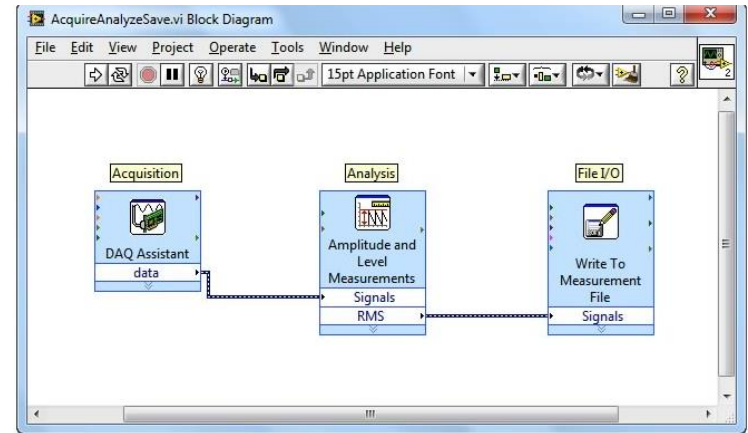 AcquireAnalyzeSave.vi Block Diagram
File Edit View Project Operate Tools Window Help
15pt Application Font
2
Acquisition
Analysis
File I/O
DAQ Assistant
data
Amplitude and
Level
Measurements
Signals
RMS
Write To
Measurement
File
Signals